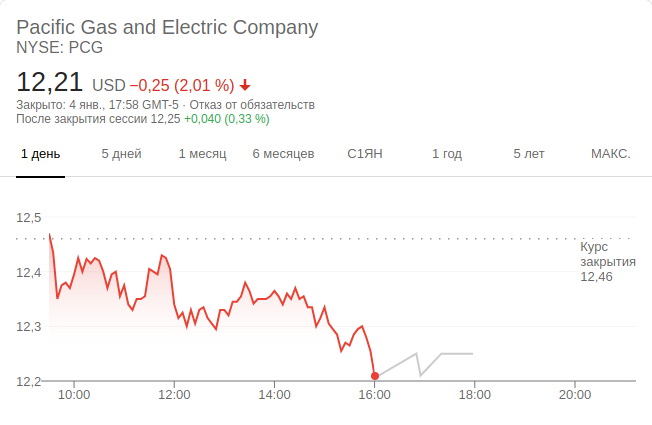 Pacific Gas and Electric Company
NYSE: PCG
12,21 USD −0,25 (2,01 %)
Закрыто: 4 янв., 17:58 GMT-5 · Отказ от обязательств
После закрытия сессии 12,25 +0,040 (0,33 %)
1 день 5 дней 1 месяц 6 месяцев С1ЯН 1 год 5 лет МАКС.
12,5
Курс
закрытия
12,46
12,4
12,3
12,2
10:00 12:00 14:00 16:00 18:00 20:00